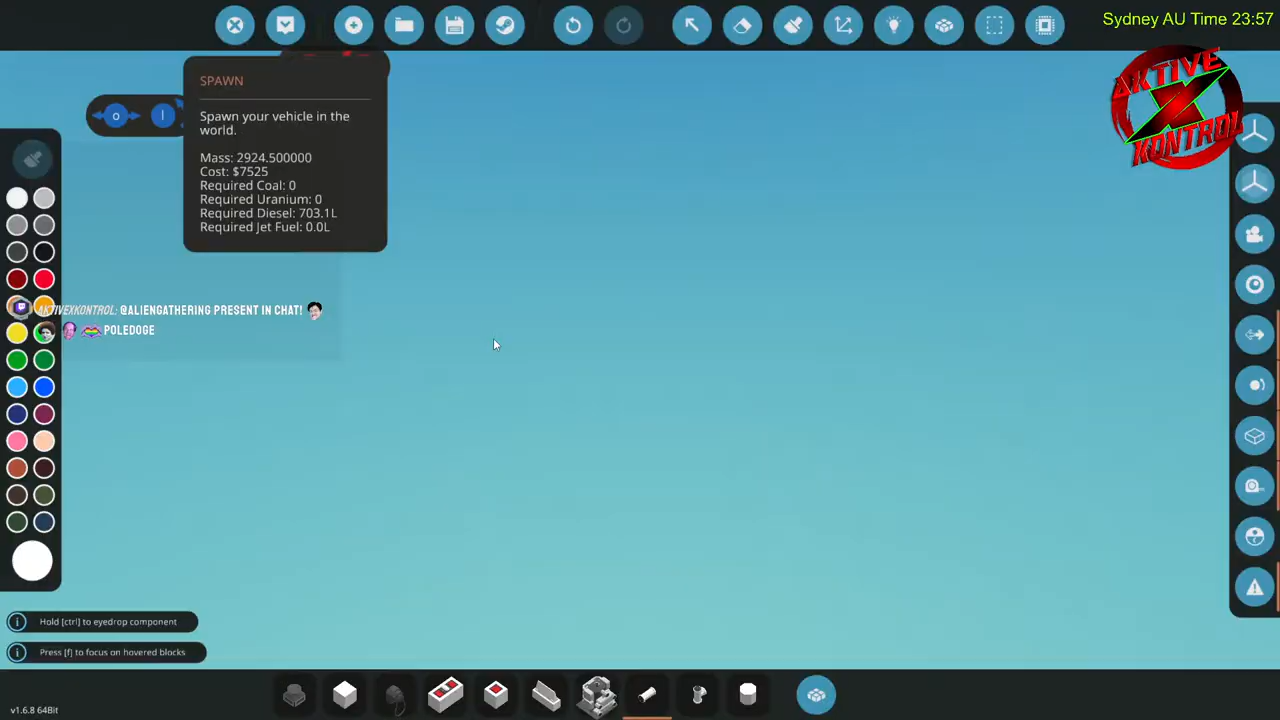 Sydney AU Time 23:57
AKTIVE
X
KONTROL
SPAWN
Spawn your vehicle in the
world.
Mass: 2924.500000
Cost: $7525
Required Coal: 0
Required Uranium: 0
Required Diesel: 703.1L
Required Jet Fuel: 0.0L
AKTIVEXKONTROL: @ALIENGATHERING PRESENT IN CHAT!
POLEDOGE
Hold [ctrl] to eyedrop component
Press [f] to focus on hovered blocks
v1.6.8 64Bit